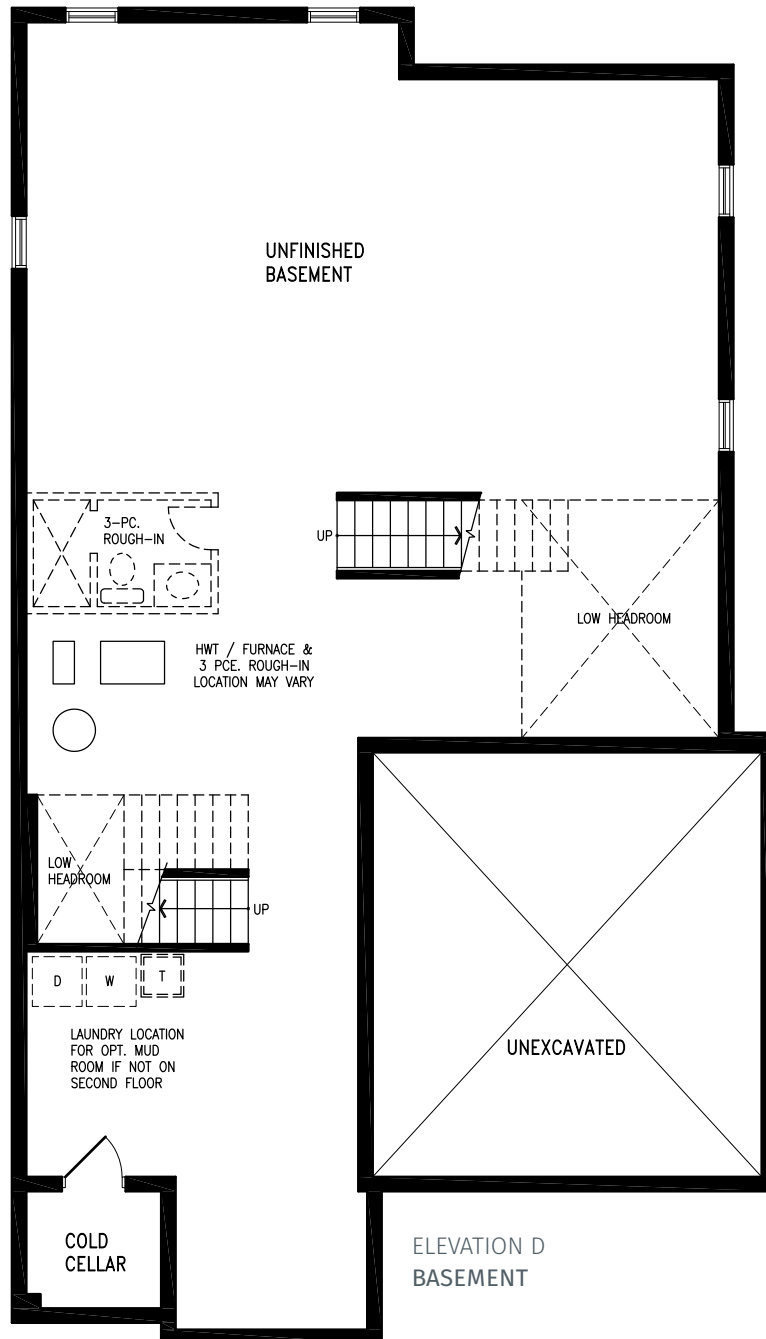 UNFINISHED
BASEMENT
3-PC.
ROUGH-IN
UP
LOW HEADROOM
HWT / FURNACE &
3 PCE. ROUGH-IN
LOCATION MAY VARY
LOW
HEADROOM
UP
D
W
T
LAUNDRY LOCATION
FOR OPT. MUD
ROOM IF NOT ON
SECOND FLOOR
UNEXCAVATED
COLD
CELLAR
ELEVATION D
BASEMENT